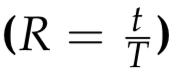 (R = t/T)